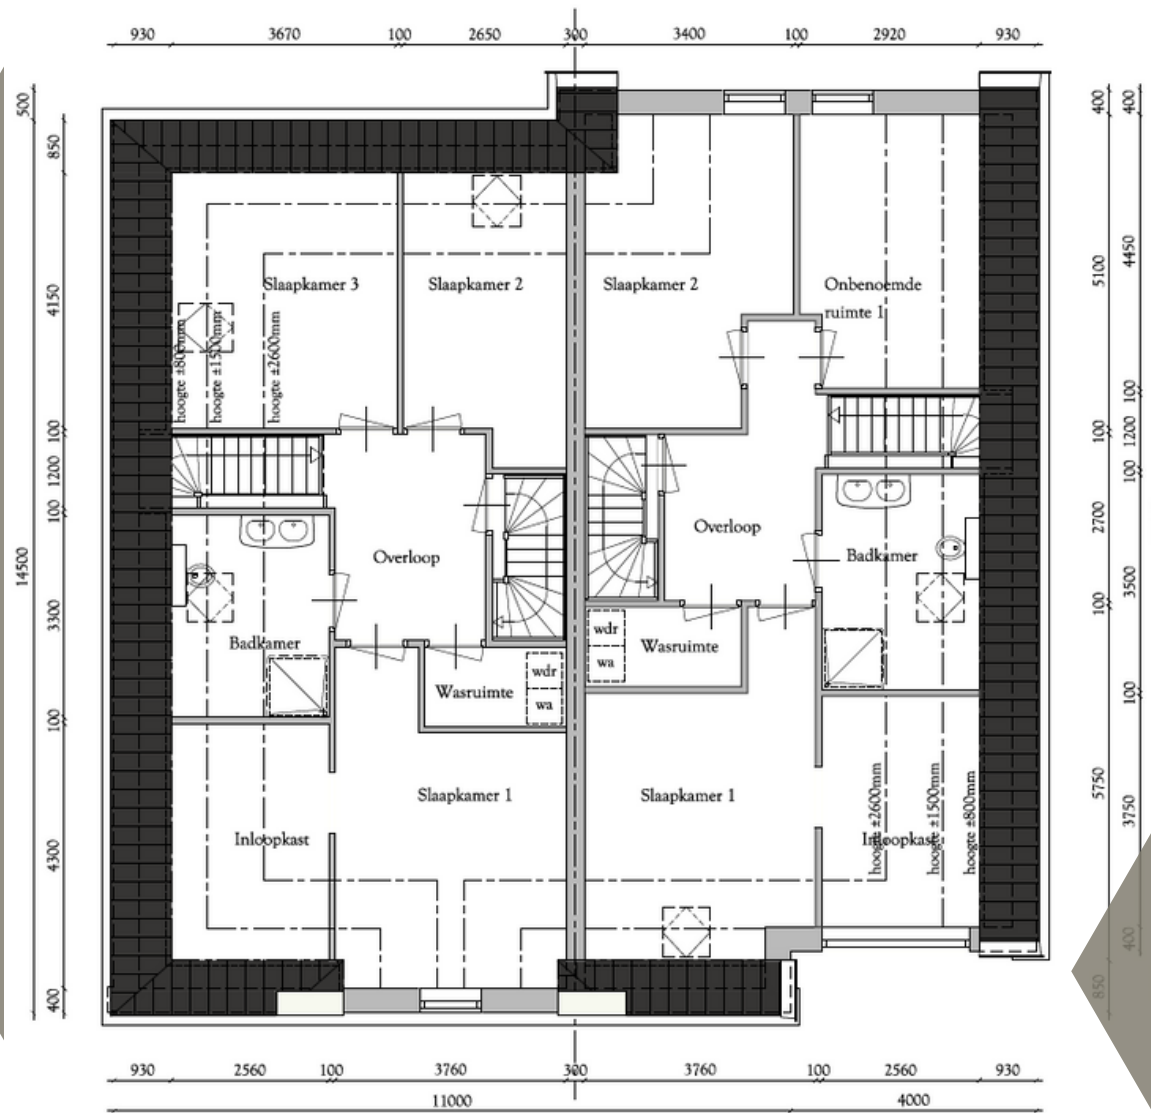 930 3670 100 2650 300 3400 100 2920 930
500
850
4150
100
1200
100
3300
100
4300
400
14500
400
400
5100
4450
100
100
1200
100
2700
3500
100
100
5750
3750
400
850
Slaapkamer 3
Slaapkamer 2
Slaapkamer 2
Onbenoemde
ruimte 1
hoogte ±800mm
hoogte ±1500mm
hoogte ±2600mm
Overloop
Overloop
Badkamer
Badkamer
wdr
wa
Wasruimte
Wasruimte
wdr
wa
Slaapkamer 1
Slaapkamer 1
Inloopkast
Inloopkast
hoogte ±2600mm
hoogte ±1500mm
hoogte ±800mm
930 2560 100 3760 300 3760 100 2560 930
11000 4000